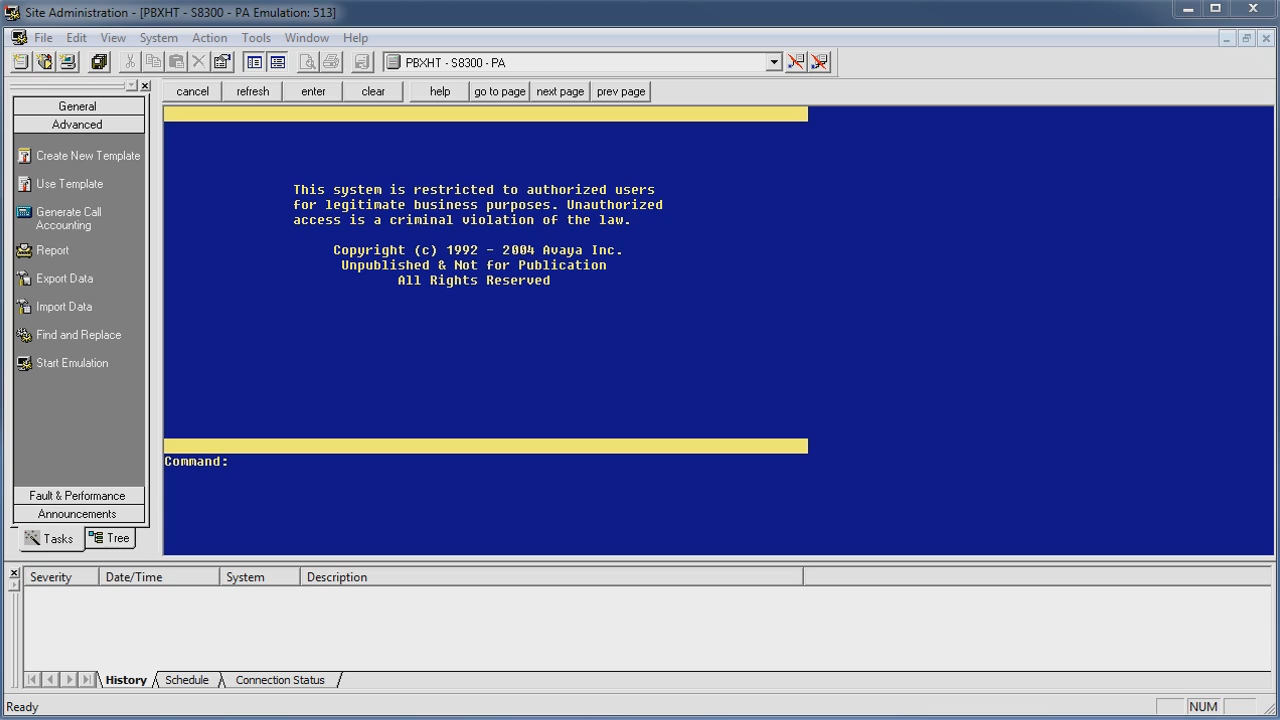 Site Administration - [PBXHT - S8300 - PA Emulation: 513]
File Edit View System Action Tools Window Help
PBXHT - S8300 - PA
cancel refresh enter clear help go to page next page prev page
General
Advanced
Create New Template
Use Template
Generate Call
Accounting
Report
Export Data
Import Data
Find and Replace
Start Emulation
Fault & Performance
Announcements
Tasks Tree
This system is restricted to authorized users
for legitimate business purposes. Unauthorized
access is a criminal violation of the law.
Copyright (c) 1992 - 2004 Avaya Inc.
Unpublished & Not for Publication
All Rights Reserved
Command:
Severity Date/Time System Description
History Schedule Connection Status
Ready NUM